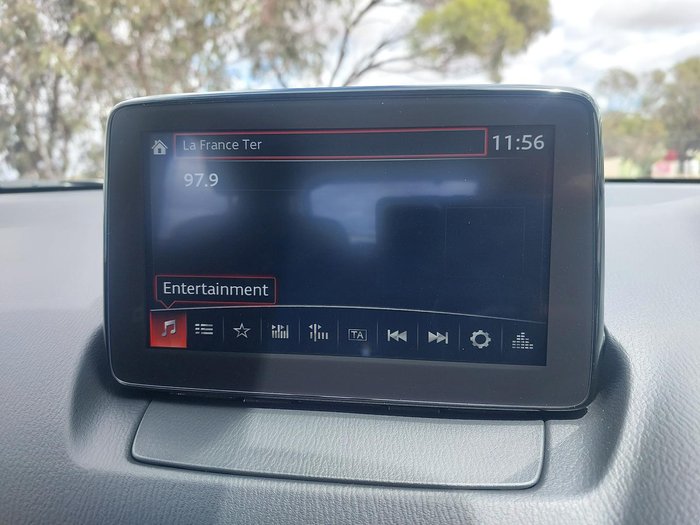 La France Ter
11:56
97.9
Entertainment
TA